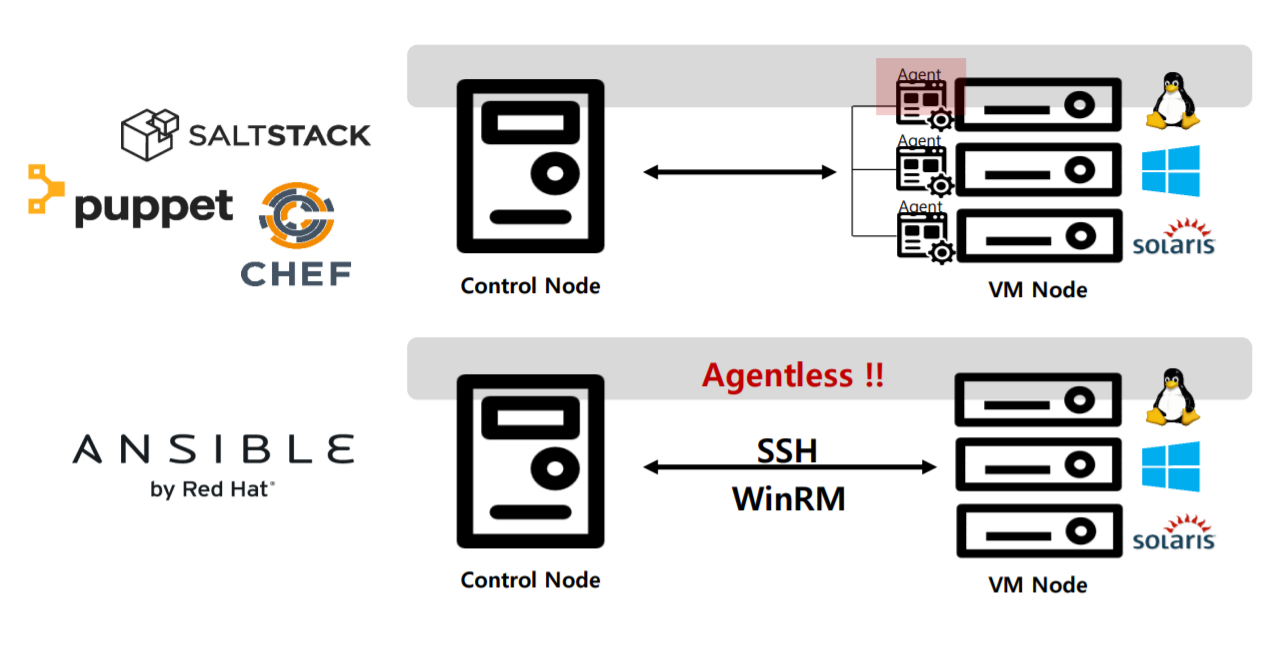 Agent
SALTSTACK
Agent
puppet
Agent
CHEF
solaris
Control Node
VM Node
Agentless !!
ANSIBLE
by Red Hat®
SSH
WinRM
solaris
Control Node
VM Node